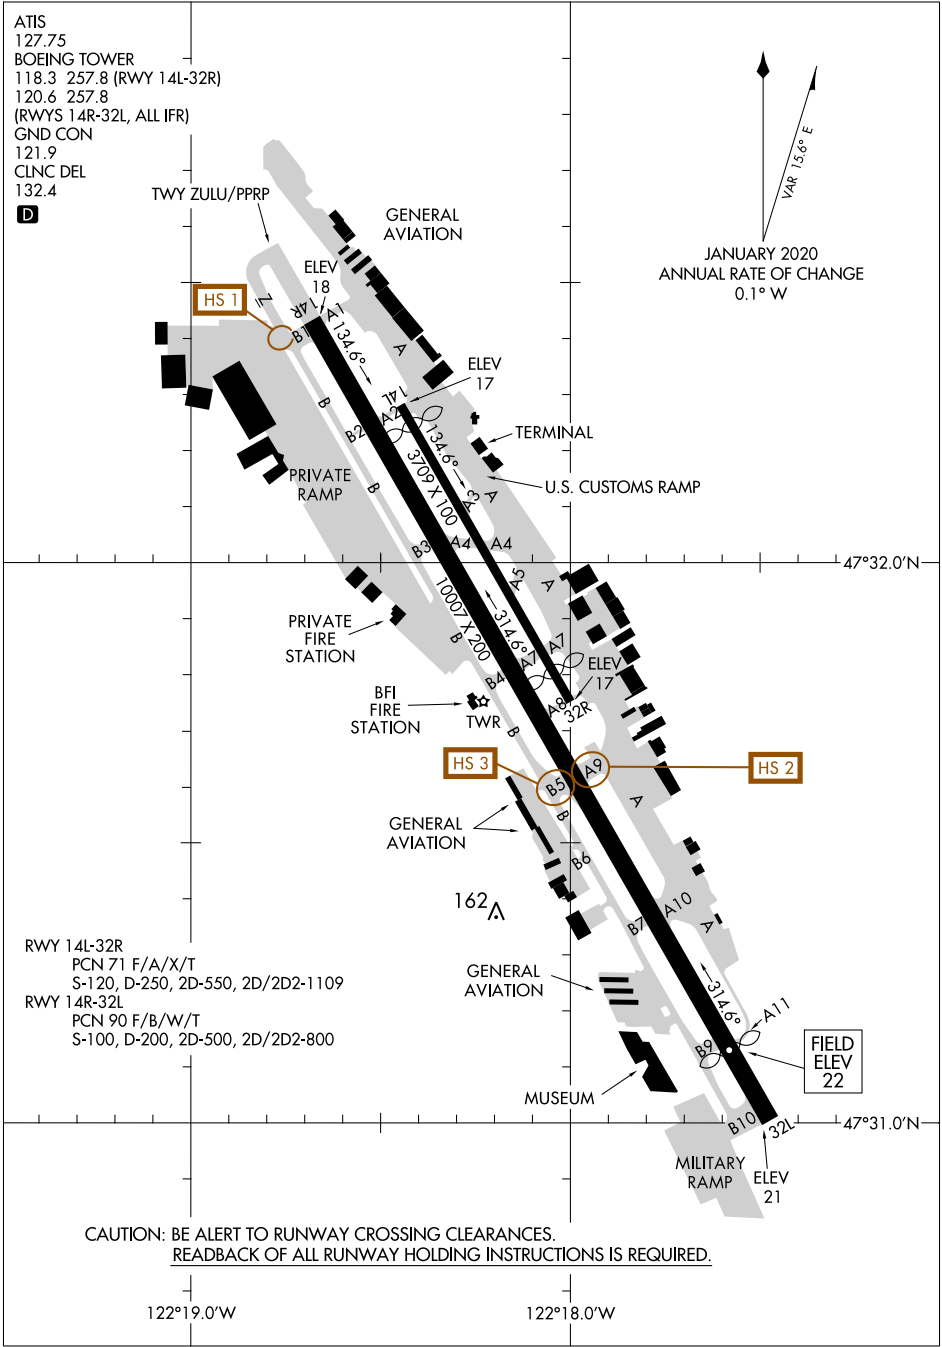 ATIS
127.75
BOEING TOWER
118.3 257.8 (RWY 14L-32R)
120.6 257.8
(RWYS 14R-32L, ALL IFR)
GND CON
121.9
CLNC DEL
132.4
D
VAR 15.6° E
JANUARY 2020
ANNUAL RATE OF CHANGE
0.1° W
TWY ZULU/PPRP
GENERAL
AVIATION
ELEV
18
HS 1
Z
14R
A1
B1
134.6°
A
ELEV
17
14L
B
B2
A2
134.6°
TERMINAL
3709 X 100
PRIVATE
RAMP
B
A3
A
U.S. CUSTOMS RAMP
B3
A4
A4
47°32.0'N
A5
A
10007 X 200
314.6°
PRIVATE
FIRE
STATION
B
A7
A7
B4
ELEV
17
BFI
FIRE
STATION
TWR
A8
32R
B
HS 3
B5
A9
HS 2
A
B
GENERAL
AVIATION
B6
162
A10
B7
A
RWY 14L-32R
PCN 71 F/A/X/T
S-120, D-250, 2D-550, 2D/2D2-1109
RWY 14R-32L
PCN 90 F/B/W/T
S-100, D-200, 2D-500, 2D/2D2-800
GENERAL
AVIATION
314.6°
A11
B9
FIELD
ELEV
22
MUSEUM
B10
32L
47°31.0'N
MILITARY
RAMP
ELEV
21
CAUTION: BE ALERT TO RUNWAY CROSSING CLEARANCES.
READBACK OF ALL RUNWAY HOLDING INSTRUCTIONS IS REQUIRED.
122°19.0'W
122°18.0'W